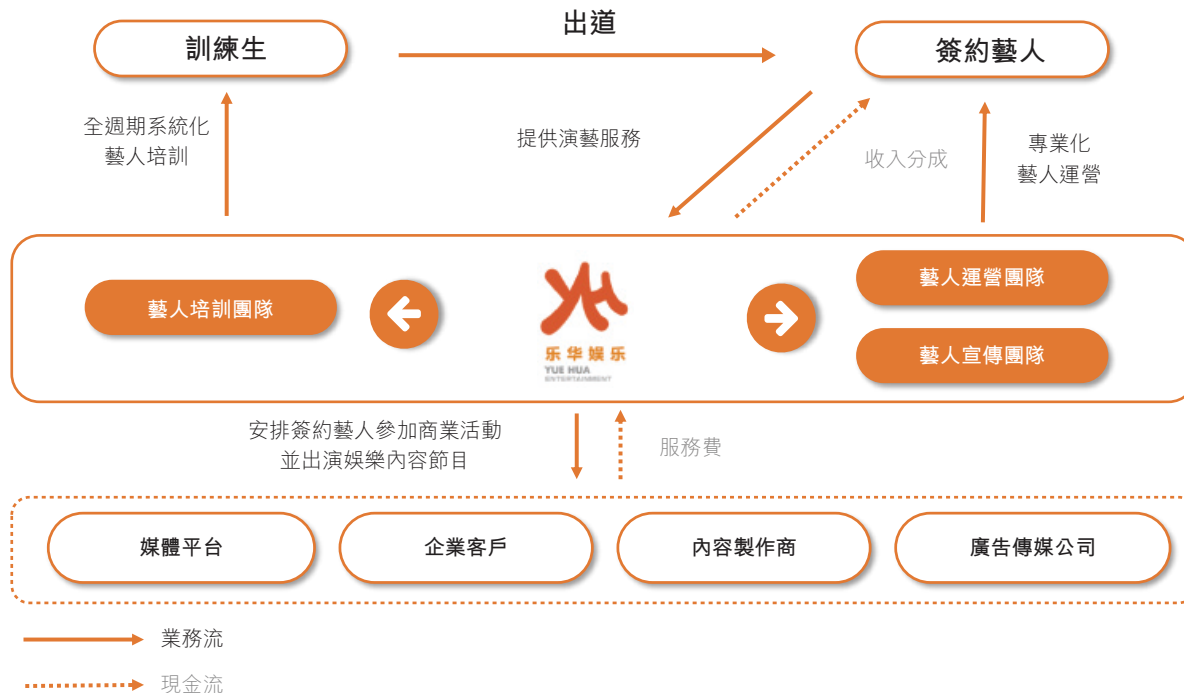 出道
訓練生
簽約藝人
全週期系統化
藝人培訓
提供演藝服務
收入分成
專業化
藝人運營
藝人培訓團隊
乐华娱乐
YUE HUA
ENTERTAINMENT
藝人運營團隊
藝人宣傳團隊
安排簽約藝人參加商業活動
並出演娛樂內容節目
服務費
媒體平台
企業客戶
內容製作商
廣告傳媒公司
業務流
現金流